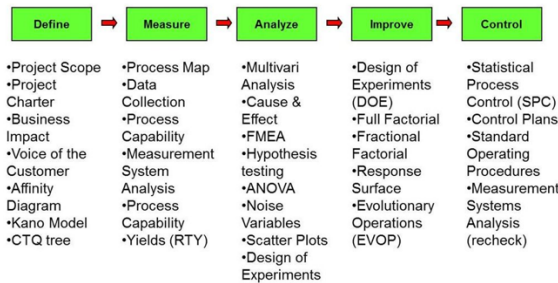 Define
Measure
Analyze
Improve
Control
•Project Scope
•Project
Charter
•Business
Impact
•Voice of the
Customer
•Affinity
Diagram
•Kano Model
•CTQ tree
•Process Map
•Data
Collection
•Process
Capability
•Measurement
System
Analysis
•Process
Capability
•Yields (RTY)
•Multivari
Analysis
•Cause &
Effect
•FMEA
•Hypothesis
testing
•ANOVA
•Noise
Variables
•Scatter Plots
•Design of
Experiments
•Design of
Experiments
(DOE)
•Full Factorial
•Fractional
Factorial
•Response
Surface
•Evolutionary
Operations
(EVOP)
•Statistical
Process
Control (SPC)
•Control Plans
•Standard
Operating
Procedures
•Measurement
Systems
Analysis
(recheck)